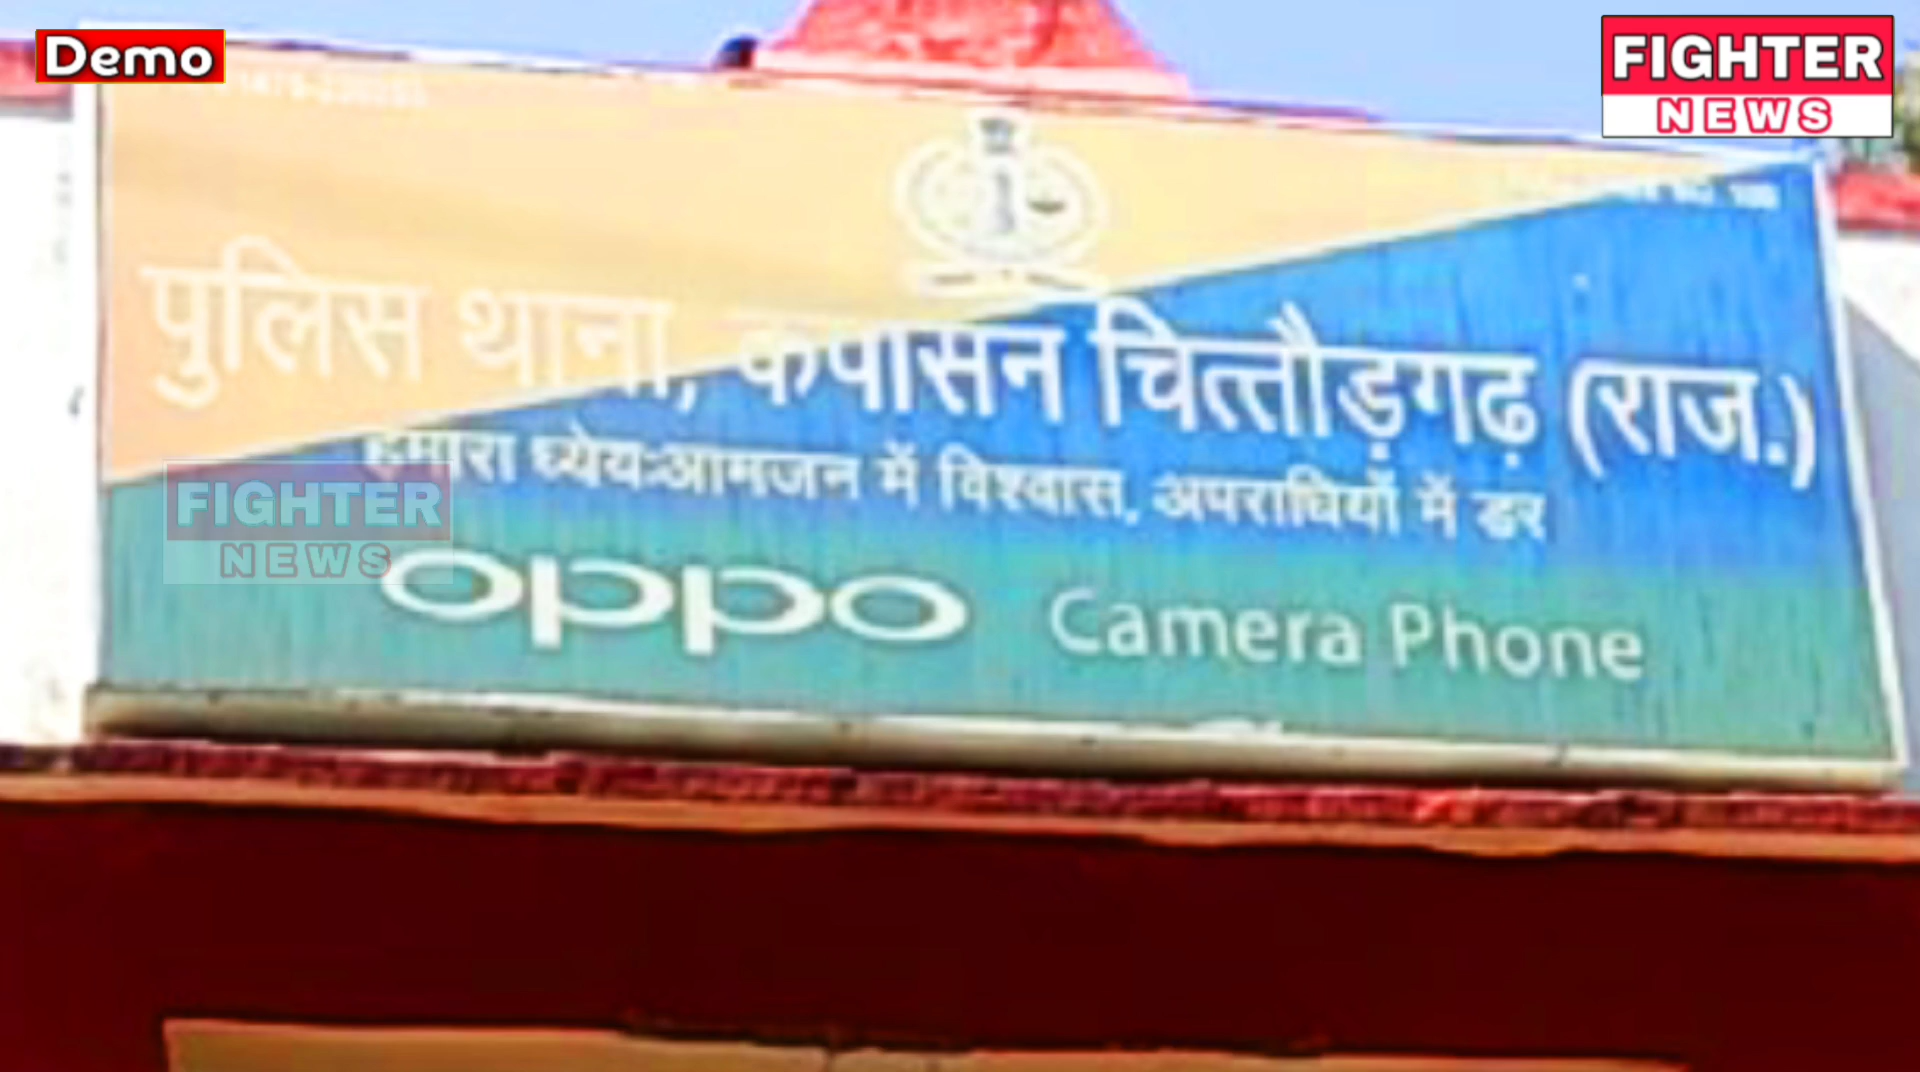 Demo
FIGHTER
NEWS
पुलिस थाना, कपासन चित्तौड़गढ़ (राज.)
हमारा ध्येय:आमजन में विश्वास, अपराधियों में डर
FIGHTER
NEWS
oppo Camera Phone